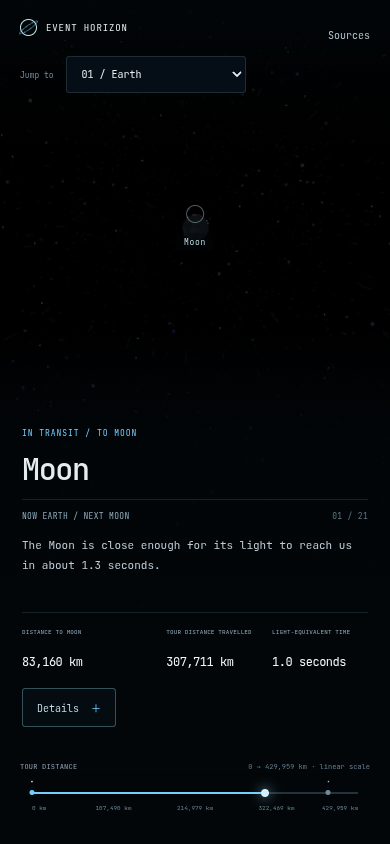 EVENT HORIZON
Sources
Jump to
01 / Earth
Moon
IN TRANSIT / TO MOON
Moon
NOW EARTH / NEXT MOON
01 / 21
The Moon is close enough for its light to reach us
in about 1.3 seconds.
DISTANCE TO MOON
TOUR DISTANCE TRAVELLED
LIGHT-EQUIVALENT TIME
83,160 km
307,711 km
1.0 seconds
Details +
TOUR DISTANCE
0 → 429,959 km · linear scale
0 km
107,490 km
214,979 km
322,469 km
429,959 km